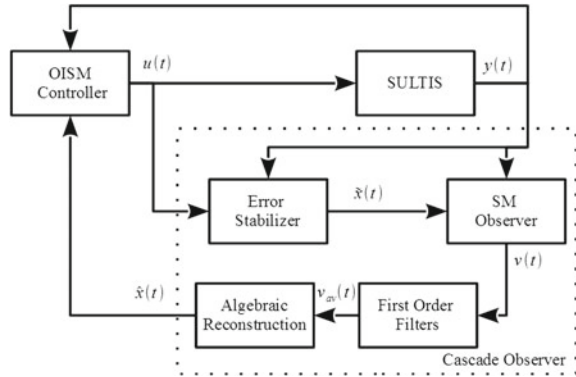 OISM
Controller
u(t)
SULTIS
y(t)
Error
Stabilizer
x̃(t)
SM
Observer
v(t)
x̂(t)
Algebraic
Reconstruction
v_av(t)
First Order
Filters
Cascade Observer